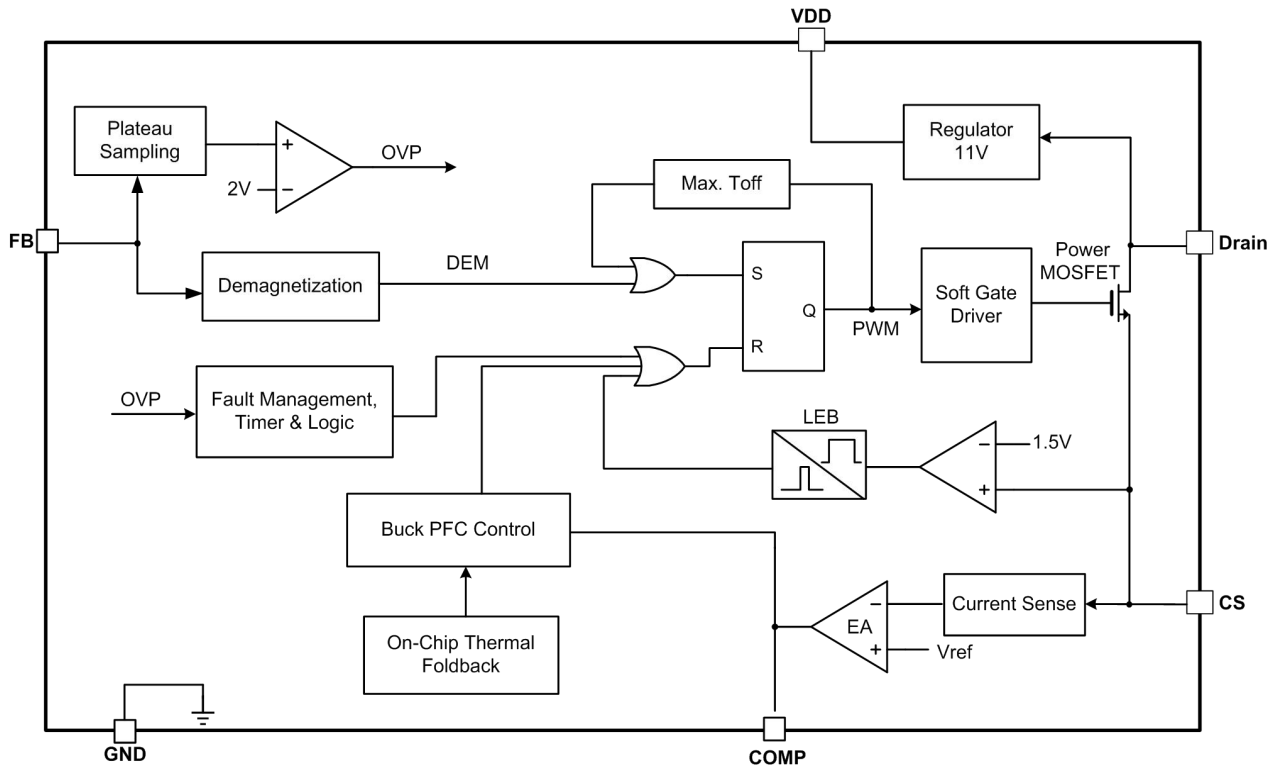 VDD
Plateau
Sampling
+
OVP
2V
−
Regulator
11V
Max. Toff
FB
Drain
Power
MOSFET
DEM
Demagnetization
S
Q
R
PWM
Soft Gate
Driver
OVP
Fault Management,
Timer & Logic
LEB
−
1.5V
+
Buck PFC Control
Current Sense
CS
−
EA
+
Vref
On-Chip Thermal
Foldback
GND
COMP